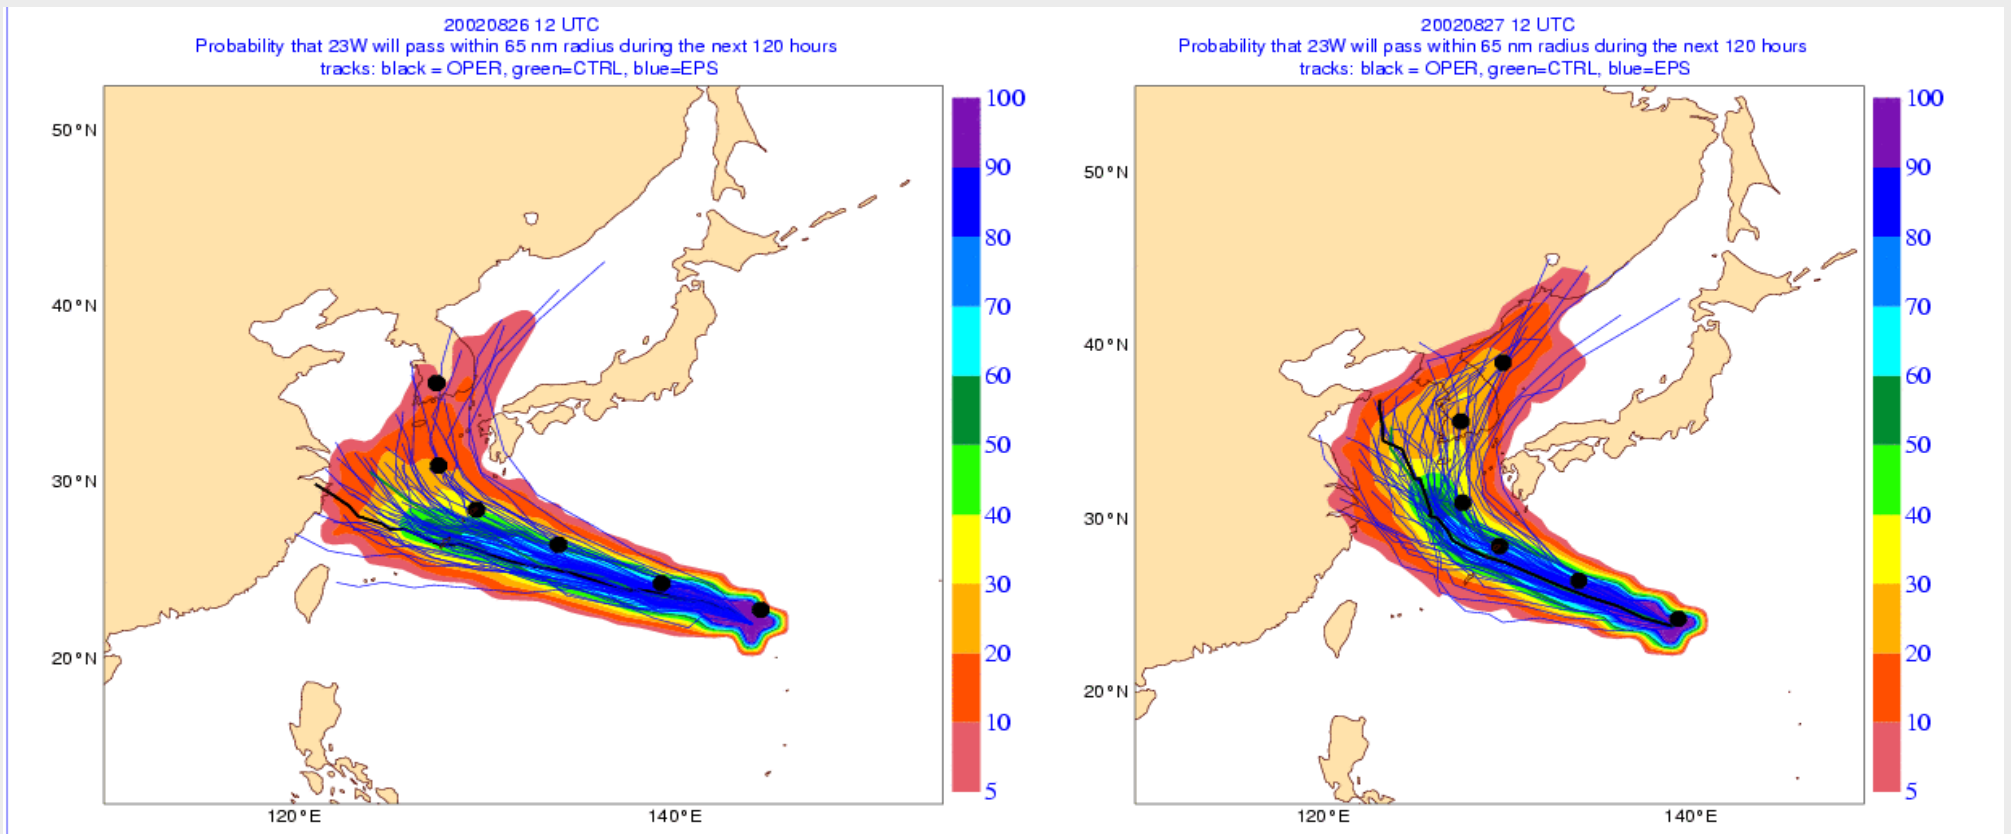 20020826 12 UTC
Probability that 23W will pass within 65 nm radius during the next 120 hours
tracks: black = OPER, green=CTRL, blue=EPS
50°N
40°N
30°N
20°N
120°E
140°E
100
90
80
70
60
50
40
30
20
10
5
20020827 12 UTC
Probability that 23W will pass within 65 nm radius during the next 120 hours
tracks: black = OPER, green=CTRL, blue=EPS
50°N
40°N
30°N
20°N
120°E
140°E
100
90
80
70
60
50
40
30
20
10
5